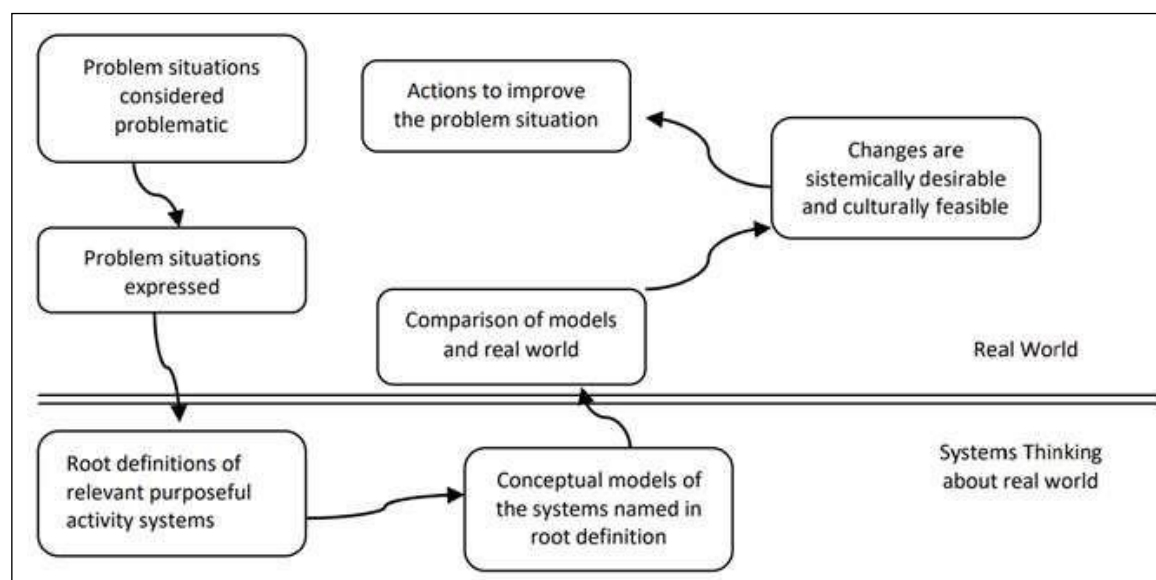 Problem situations
considered
problematic
Problem situations
expressed
Root definitions of
relevant purposeful
activity systems
Conceptual models of
the systems named in
root definition
Comparison of models
and real world
Changes are
sistemically desirable
and culturally feasible
Actions to improve
the problem situation
Real World
Systems Thinking
about real world